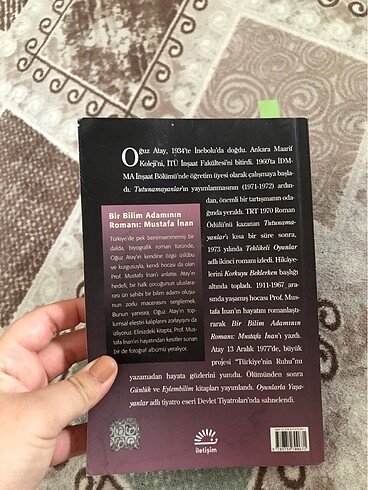 Oğuz Atay, 1934'te İnebolu'da doğdu. Ankara Maarif
Koleji'ni, İTÜ İnşaat Fakültesi'ni bitirdi. 1960'ta İDM-
MA İnşaat Bölümü'nde öğretim üyesi olarak çalışmaya başla-
dı. Tutunamayanlar'ın yayımlanmasının (1971-1972) ardın-
dan, önemli bir tartışmanın oda-
ğında yeraldı. TRT 1970 Roman
Ödülü'nü kazanan Tutunama-
yanlar'ı kısa bir süre sonra,
1973 yılında Tehlikeli Oyunlar
adlı ikinci romanı izledi. Hikâye-
lerini Korkuyu Beklerken başlığı
altında topladı. 1911-1967 ara-
sında yaşamış hocası Prof. Mus-
tafa İnan'ın hayatını romanlaştı-
rarak Bir Bilim Adamının
Romanı: Mustafa İnan'ı yazdı.
Atay 13 Aralık 1977'de, büyük
projesi "Türkiye'nin Ruhu"nu
yazamadan hayata gözlerini yumdu. Ölümünden sonra
Günlük ve Eylembilim kitapları yayımlandı. Oyunlarla Yaşa-
yanlar adlı tiyatro eseri Devlet Tiyatroları'nda sahnelendi.
Bir Bilim Adamının
Romanı: Mustafa İnan
Türkiye'de pek benimsenmemiş bir
dalda, biyografik roman türünde,
Oğuz Atay'ın kendine özgü üslûbu
ve kurgusuyla, kendi hocası da olan
Prof. Mustafa İnan'ı anlatışı. Atay'ın
hedefi, bir halk çocuğunun uluslara-
rası ün sahibi bir bilim adamı oluşu-
nun zorlu macerasını sergilemek.
Bunun yanısıra, Oğuz Atay'ın top-
lumsal eleştiri kalıplarını zorlayışını da
izliyoruz. Elinizdeki kitapta, Prof. Mus-
tafa İnan'ın hayatından kesitler sunan
bir de fotoğraf albümü yeralıyor.
iletişim